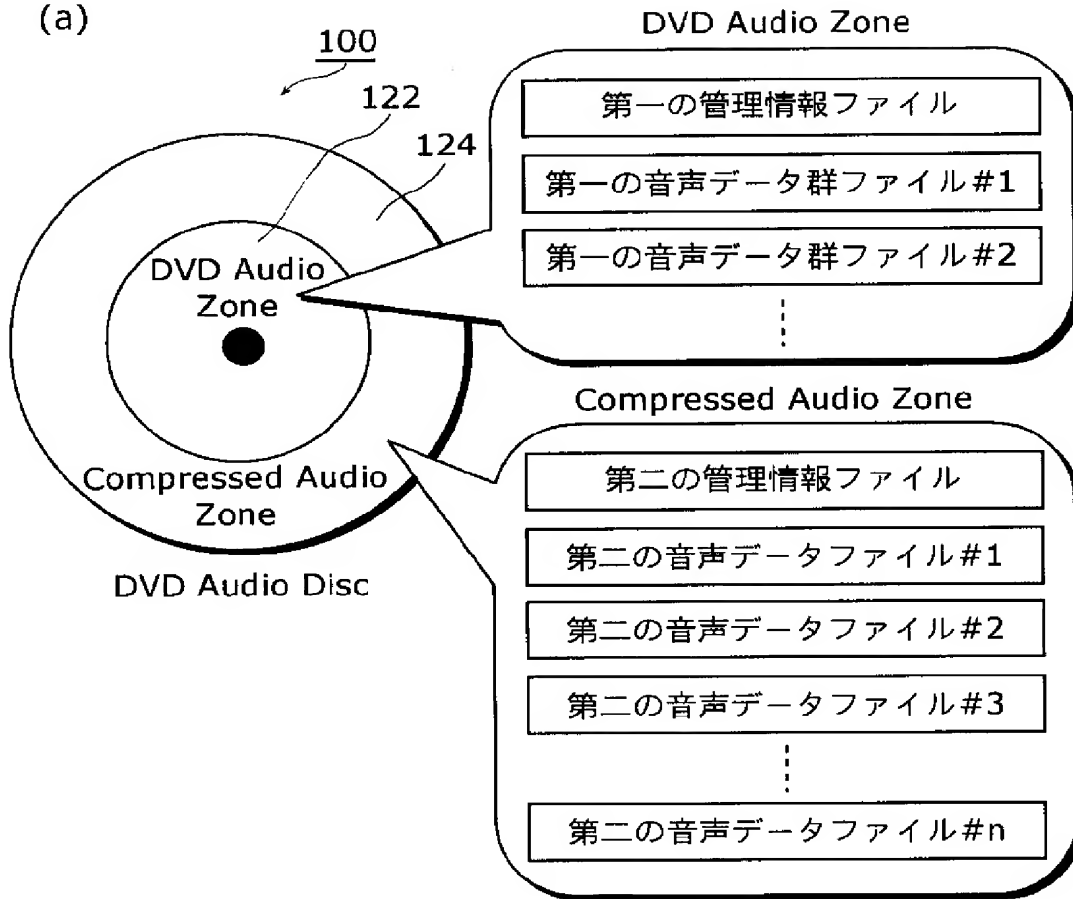 (a)
100
122
124
DVD Audio
Zone
Compressed Audio
Zone
DVD Audio Disc
DVD Audio Zone
第一の管理情報ファイル
第一の音声データ群ファイル#1
第一の音声データ群ファイル#2
Compressed Audio Zone
第二の管理情報ファイル
第二の音声データファイル#1
第二の音声データファイル#2
第二の音声データファイル#3
第二の音声データファイル#n